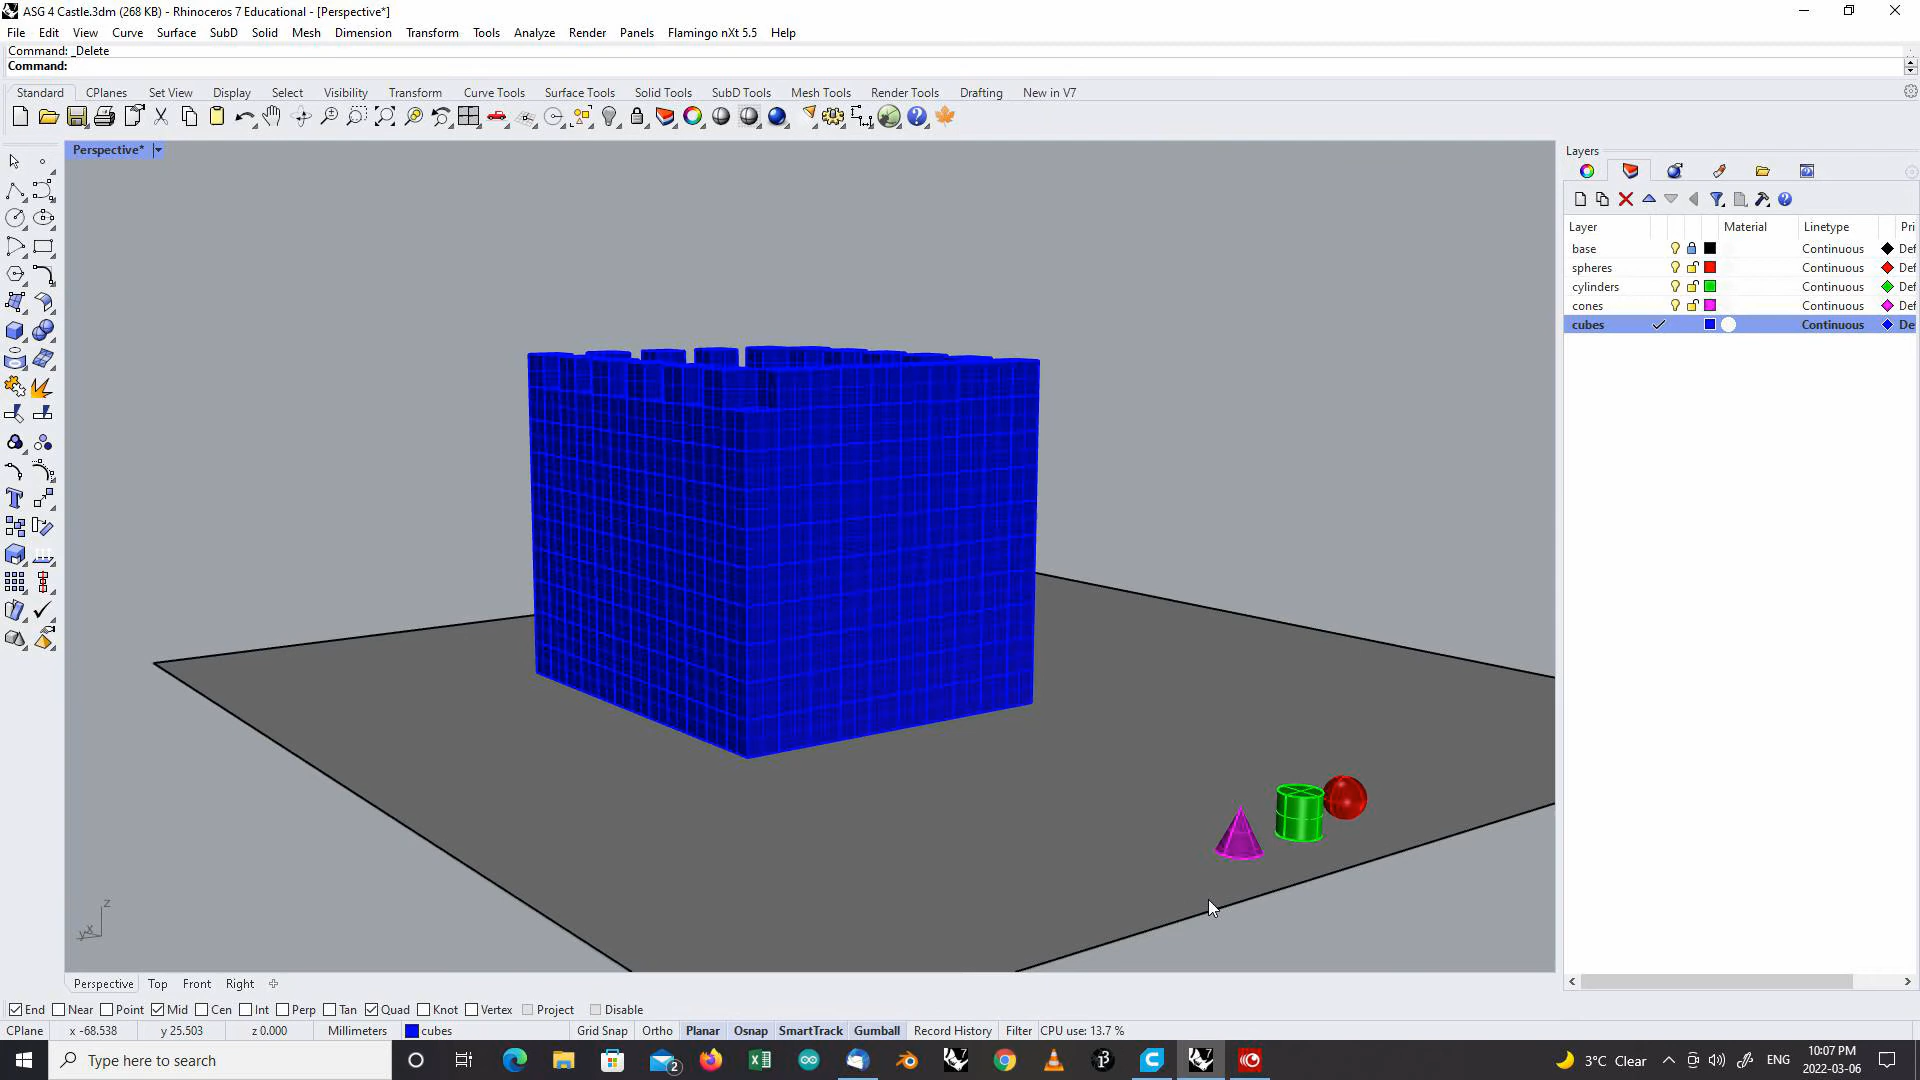 ASG 4 Castle.3dm (268 KB) - Rhinoceros 7 Educational - [Perspective*]
File Edit View Curve Surface SubD Solid Mesh Dimension Transform Tools Analyze Render Panels Flamingo nXt 5.5 Help
Command: _Delete
Command:
Standard CPlanes Set View Display Select Visibility Transform Curve Tools Surface Tools Solid Tools SubD Tools Mesh Tools Render Tools Drafting New in V7
Perspective*
Layers
Layer Material Linetype Pri
base Continuous Def
spheres Continuous Def
cylinders Continuous Def
cones Continuous Def
cubes Continuous De
z
y x
Perspective Top Front Right
End Near Point Mid Cen Int Perp Tan Quad Knot Vertex Project Disable
CPlane x -68.538 y 25.503 z 0.000 Millimeters cubes Grid Snap Ortho Planar Osnap SmartTrack Gumball Record History Filter CPU use: 13.7 %
Type here to search
2
7
7
3°C Clear
ENG
10:07 PM
2022-03-06